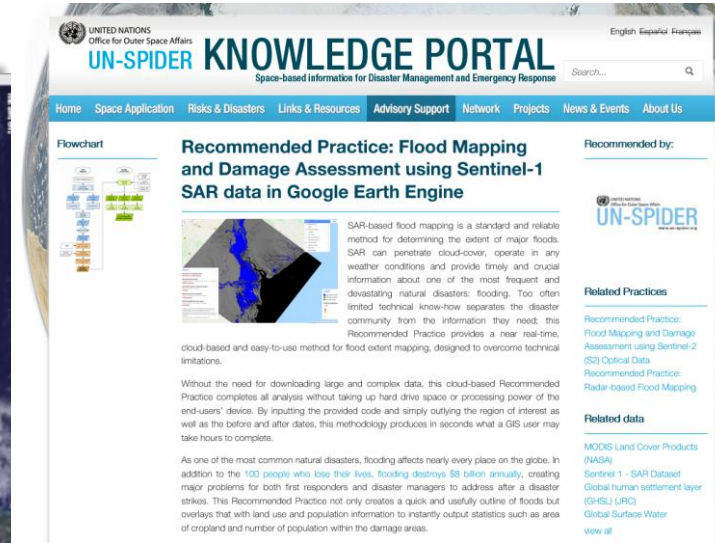 UNITED NATIONS
Office for Outer Space Affairs
UN-SPIDER KNOWLEDGE PORTAL
Space-based information for Disaster Management and Emergency Response
English Español Français
Search...
Home Space Application Risks & Disasters Links & Resources Advisory Support Network Projects News & Events About Us
Flowchart
Recommended Practice: Flood Mapping
and Damage Assessment using Sentinel-1
SAR data in Google Earth Engine
SAR-based flood mapping is a standard and reliable
method for determining the extent of major floods.
SAR can penetrate cloud-cover, operate in any
weather conditions and provide timely and crucial
information about one of the most frequent and
devastating natural disasters: flooding. Too often
limited technical know-how separates the disaster
community from the information they need; this
Recommended Practice provides a near real-time,
cloud-based and easy-to-use method for flood extent mapping, designed to overcome technical
limitations.
Without the need for downloading large and complex data, this cloud-based Recommended
Practice completes all analysis without taking up hard drive space or processing power of the
end-users' device. By inputting the provided code and simply outlying the region of interest as
well as the before and after dates, this methodology produces in seconds what a GIS user may
take hours to complete.
As one of the most common natural disasters, flooding affects nearly every place on the globe. In
addition to the 100 people who lose their lives, flooding destroys $8 billion annually, creating
major problems for both first responders and disaster managers to address after a disaster
strikes. This Recommended Practice not only creates a quick and usefully outline of floods but
overlays that with land use and population information to instantly output statistics such as area
of cropland and number of population within the damage areas.
Recommended by:
UNITED NATIONS
Office for Outer Space Affairs
UN-SPIDER
www.un-spider.org
Related Practices
Recommended Practice:
Flood Mapping and Damage
Assessment using Sentinel-2
(S2) Optical Data
Recommended Practice:
Radar-based Flood Mapping
Related data
MODIS Land Cover Products
(NASA)
Sentinel 1 - SAR Dataset
Global human settlement layer
(GHSL) (JRC)
Global Surface Water
view all